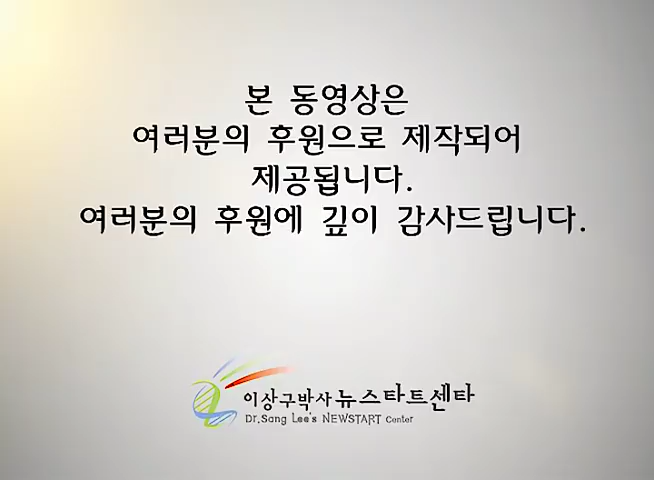 본 동영상은
여러분의 후원으로 제작되어
제공됩니다.
여러분의 후원에 깊이 감사드립니다.
이상구박사 뉴스타트센타
Dr.Sang Lee's NEWSTART Center